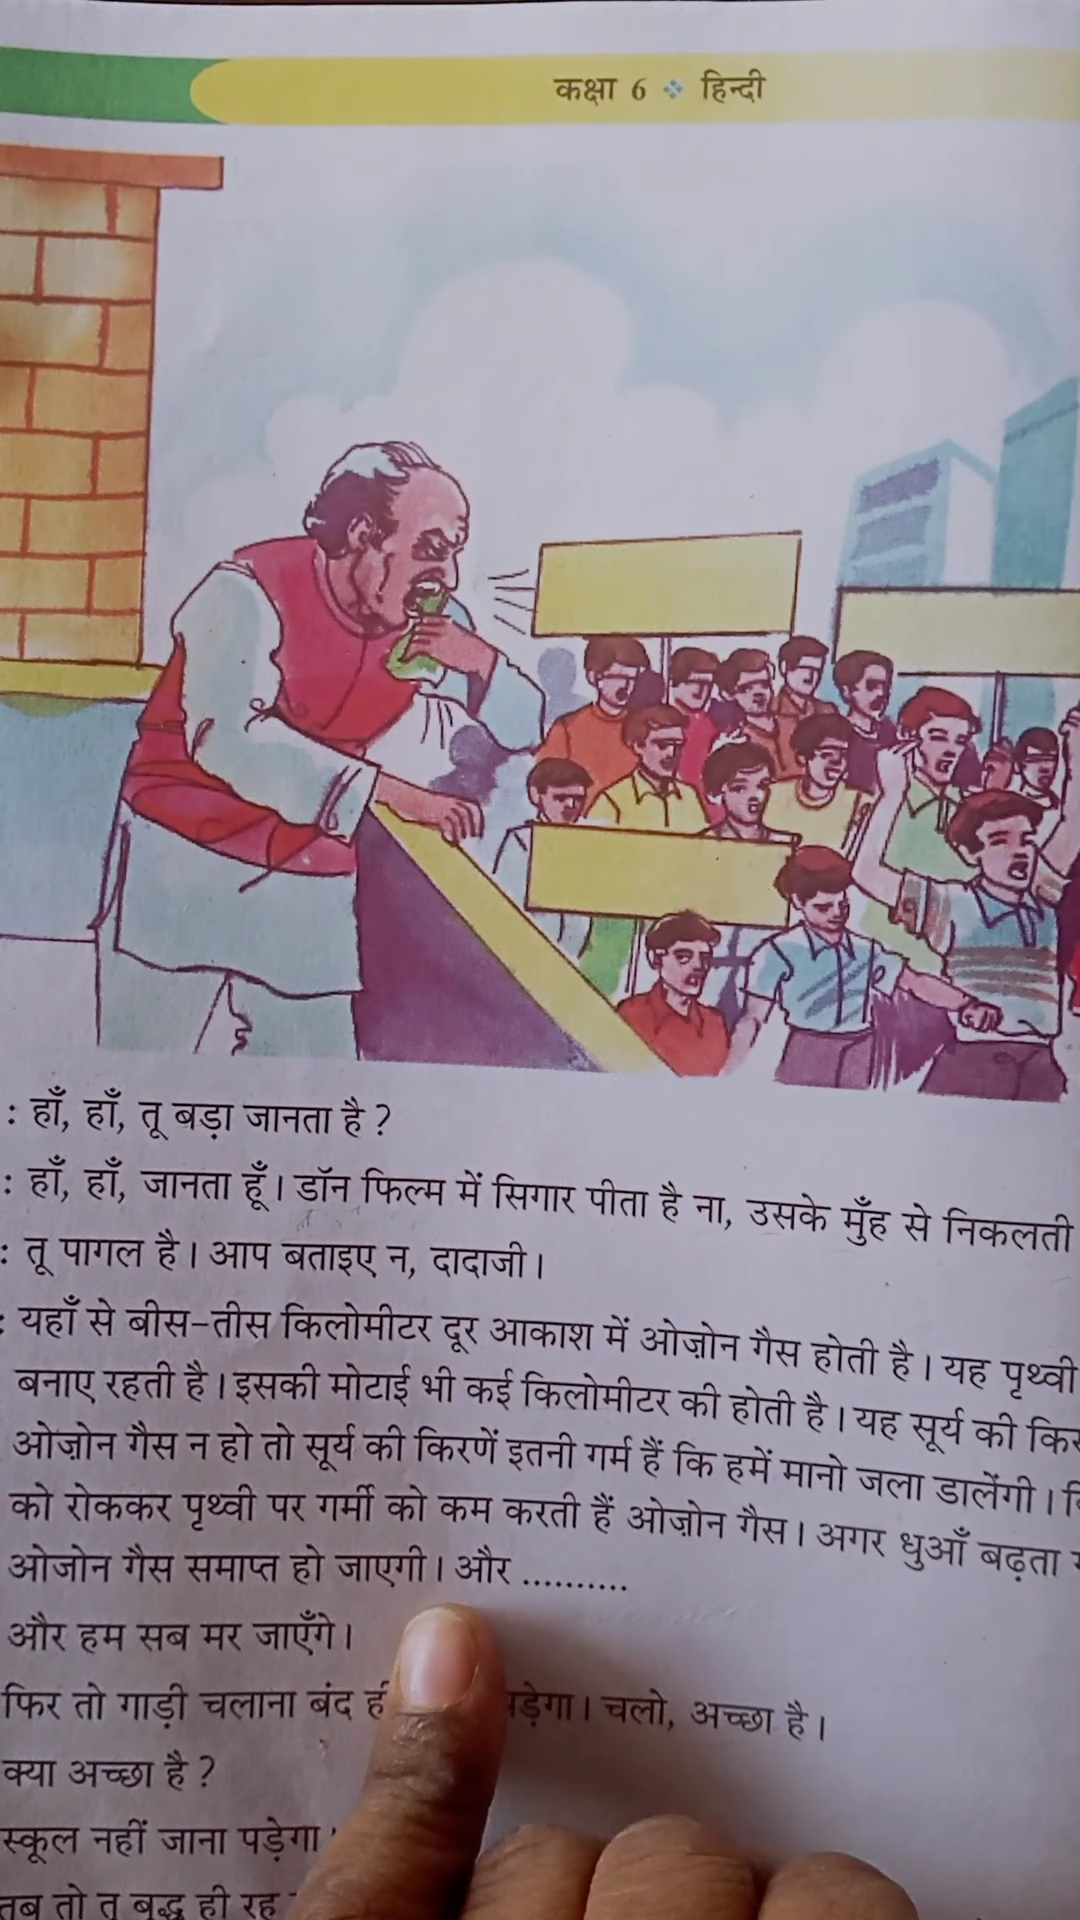 कक्षा 6 ❖ हिन्दी
: हाँ, हाँ, तू बड़ा जानता है ?
: हाँ, हाँ, जानता हूँ। डॉन फिल्म में सिगार पीता है ना, उसके मुँह से निकलती
: तू पागल है। आप बताइए न, दादाजी।
: यहाँ से बीस-तीस किलोमीटर दूर आकाश में ओज़ोन गैस होती है। यह पृथ्वी
बनाए रहती है। इसकी मोटाई भी कई किलोमीटर की होती है। यह सूर्य की
ओज़ोन गैस न हो तो सूर्य की किरणें इतनी गर्म हैं कि हमें मानो जला डालेंगी।
को रोककर पृथ्वी पर गर्मी को कम करती हैं ओज़ोन गैस। अगर धुआँ बढ़ता
ओजोन गैस समाप्त हो जाएगी। और ..........
और हम सब मर जाएँगे।
फिर तो गाड़ी चलाना बंद पड़ेगा। चलो, अच्छा है।
क्या अच्छा है ?
स्कूल नहीं जाना पड़ेगा
तब तो तू बुद्धू ही रह